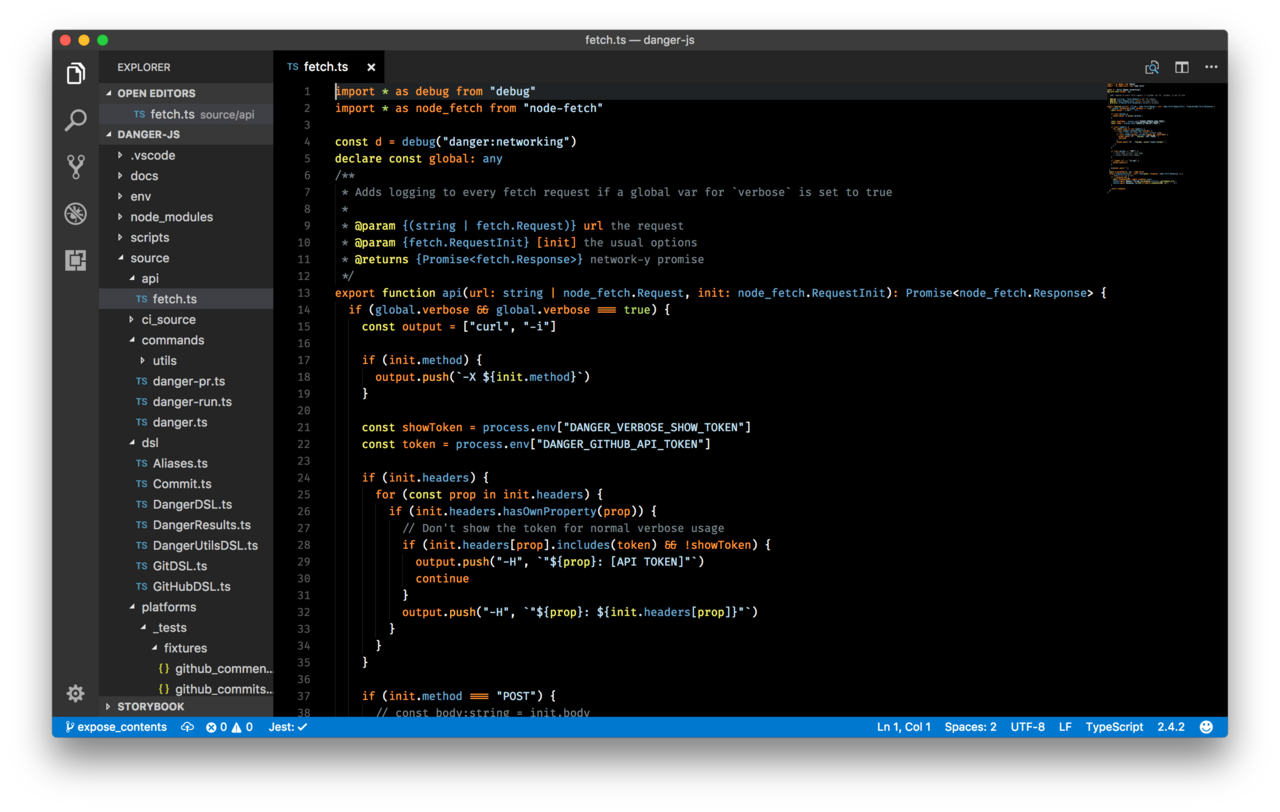 fetch.ts — danger-js
EXPLORER
OPEN EDITORS
TS fetch.ts source/api
DANGER-JS
.vscode
docs
env
node_modules
scripts
source
api
TS fetch.ts
ci_source
commands
utils
TS danger-pr.ts
TS danger-run.ts
TS danger.ts
dsl
TS Aliases.ts
TS Commit.ts
TS DangerDSL.ts
TS DangerResults.ts
TS DangerUtilsDSL.ts
TS GitDSL.ts
TS GitHubDSL.ts
platforms
_tests
fixtures
{} github_commen...
{} github_commits...
STORYBOOK
TS fetch.ts ×
1 import * as debug from "debug"
2 import * as node_fetch from "node-fetch"
3
4 const d = debug("danger:networking")
5 declare const global: any
6 /**
7 * Adds logging to every fetch request if a global var for `verbose` is set to true
8 *
9 * @param {(string | fetch.Request)} url the request
10 * @param {fetch.RequestInit} [init] the usual options
11 * @returns {Promise<fetch.Response>} network-y promise
12 */
13 export function api(url: string | node_fetch.Request, init: node_fetch.RequestInit): Promise<node_fetch.Response> {
14 if (global.verbose && global.verbose === true) {
15 const output = ["curl", "-i"]
16
17 if (init.method) {
18 output.push(`-X ${init.method}`)
19 }
20
21 const showToken = process.env["DANGER_VERBOSE_SHOW_TOKEN"]
22 const token = process.env["DANGER_GITHUB_API_TOKEN"]
23
24 if (init.headers) {
25 for (const prop in init.headers) {
26 if (init.headers.hasOwnProperty(prop)) {
27 // Don't show the token for normal verbose usage
28 if (init.headers[prop].includes(token) && !showToken) {
29 output.push("-H", `"${prop}: [API TOKEN]"`)
30 continue
31 }
32 output.push("-H", `"${prop}: ${init.headers[prop]}"`)
33 }
34 }
35 }
36
37 if (init.method === "POST") {
38 // const body:string = init.body
expose_contents 0 0 Jest: ✓ Ln 1, Col 1 Spaces: 2 UTF-8 LF TypeScript 2.4.2